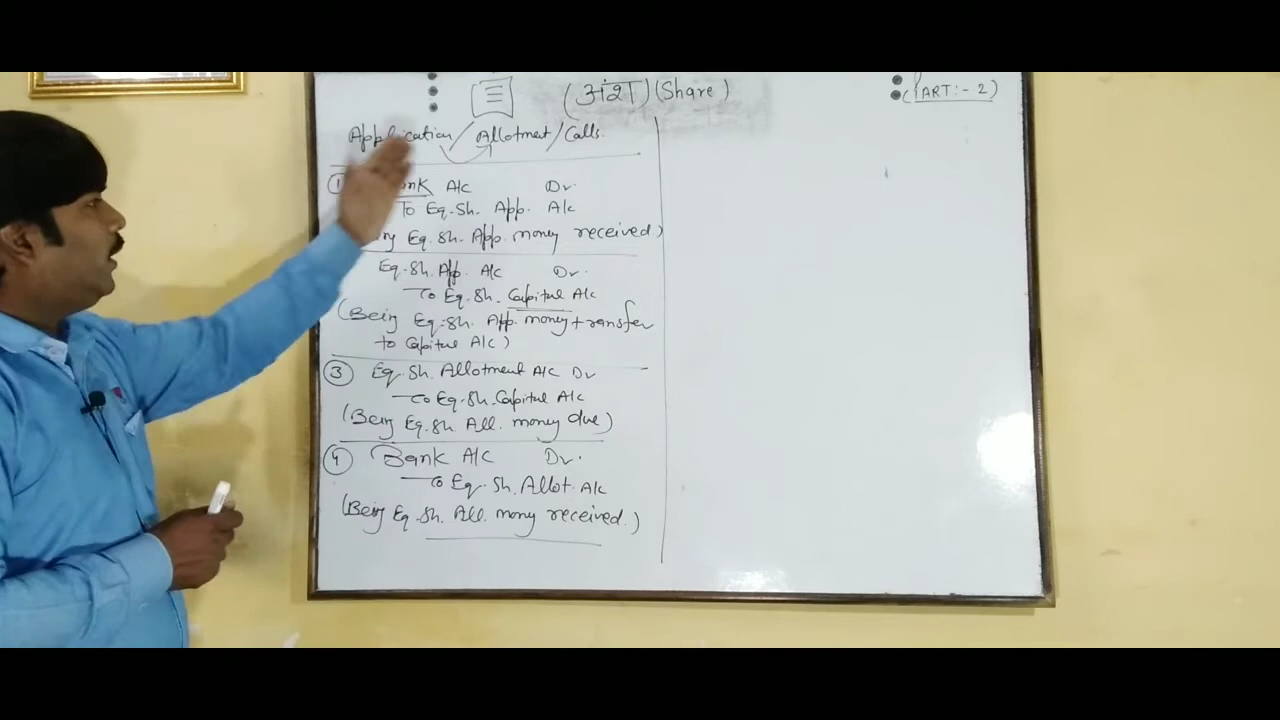 (अंश) (Share)
(PART:- 2)
Application / Allotment / Calls.
Bank A/c Dr.
To Eq. Sh. App. A/c
Eq. Sh. App. money received)
Eq. Sh. App. A/c Dr.
To Eq. Sh. Capital A/c
(Being Eq. Sh. App. money transfer
to Capital A/c)
3 Eq. Sh. Allotment A/c Dr
To Eq. Sh. Capital A/c
(Being Eq. Sh. All. money due)
4 Bank A/c Dr.
To Eq. Sh. Allot. A/c
(Being Eq. Sh. All. money received.)